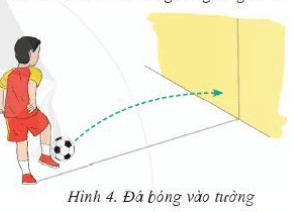 Hình 4. Đá bóng vào tường